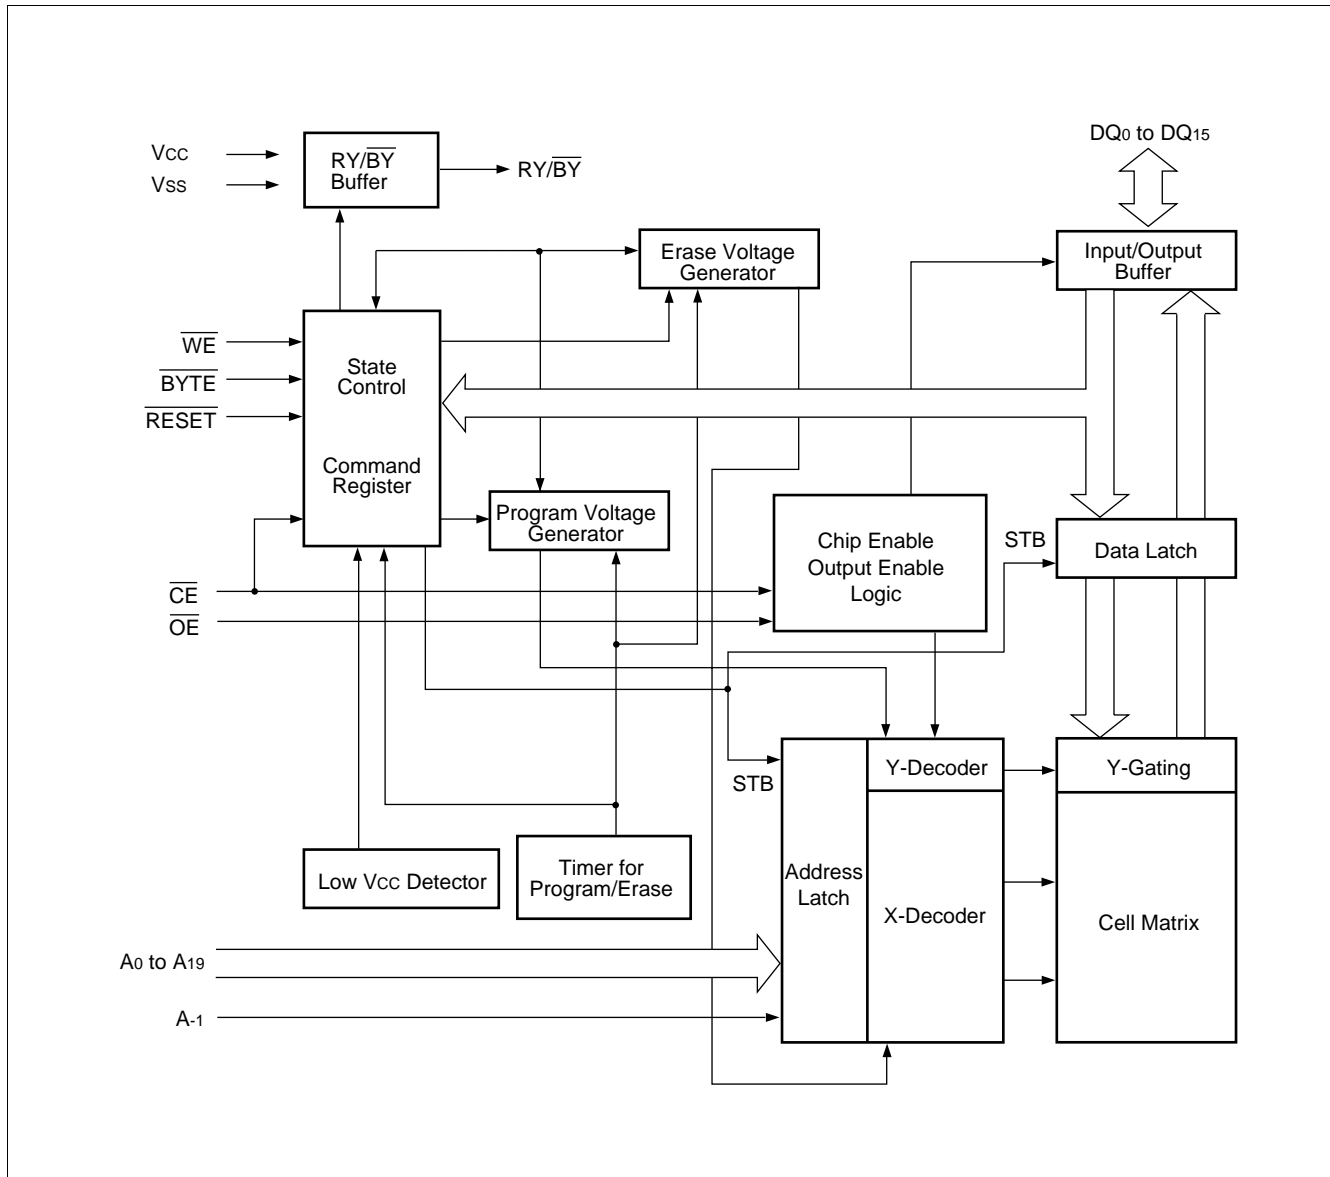 VCC
VSS
RY/BY
Buffer
RY/BY
DQ0 to DQ15
Erase Voltage
Generator
Input/Output
Buffer
WE
BYTE
RESET
State
Control
Command
Register
Program Voltage
Generator
Chip Enable
Output Enable
Logic
STB
Data Latch
CE
OE
STB
Y-Decoder
Y-Gating
Low VCC Detector
Timer for
Program/Erase
Address
Latch
X-Decoder
Cell Matrix
A0 to A19
A-1